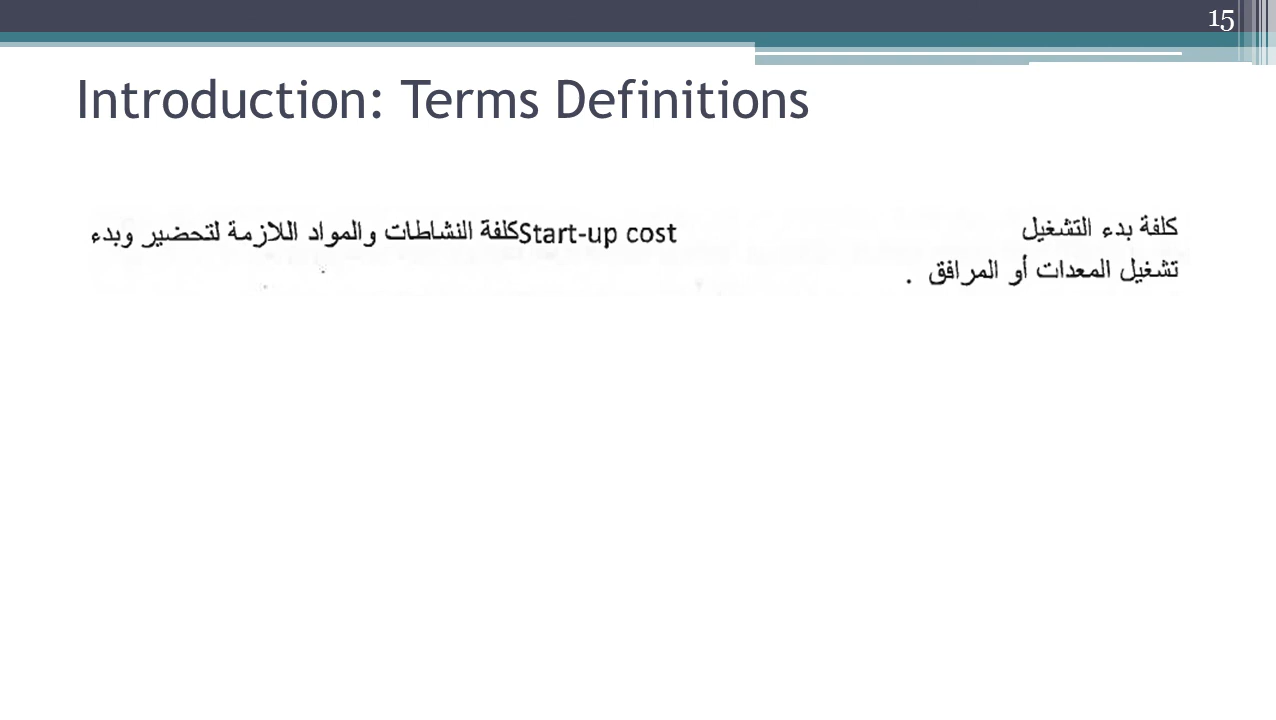 15
Introduction: Terms Definitions
كلفة بدء التشغيل Start-up cost كلفة النشاطات والمواد اللازمة لتحضير وبدء
تشغيل المعدات أو المرافق .